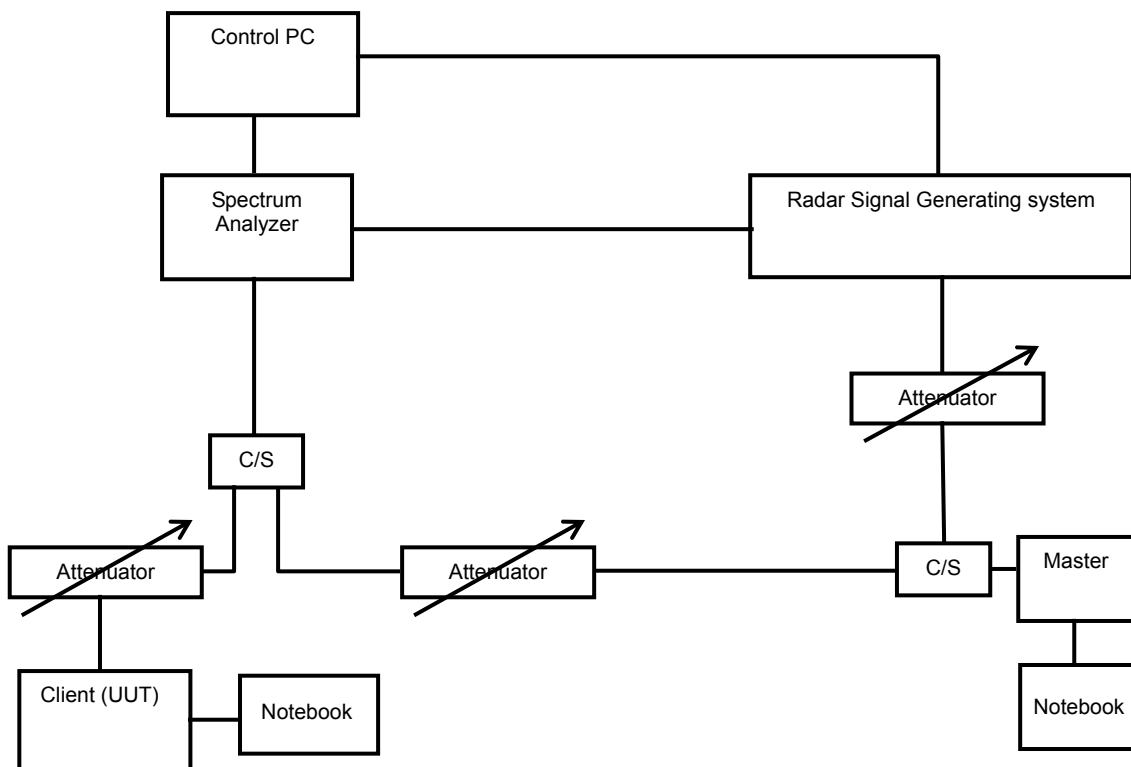 Control PC
Spectrum
Analyzer
Radar Signal Generating system
Attenuator
C/S
Attenuator
Attenuator
C/S
Master
Client (UUT)
Notebook
Notebook